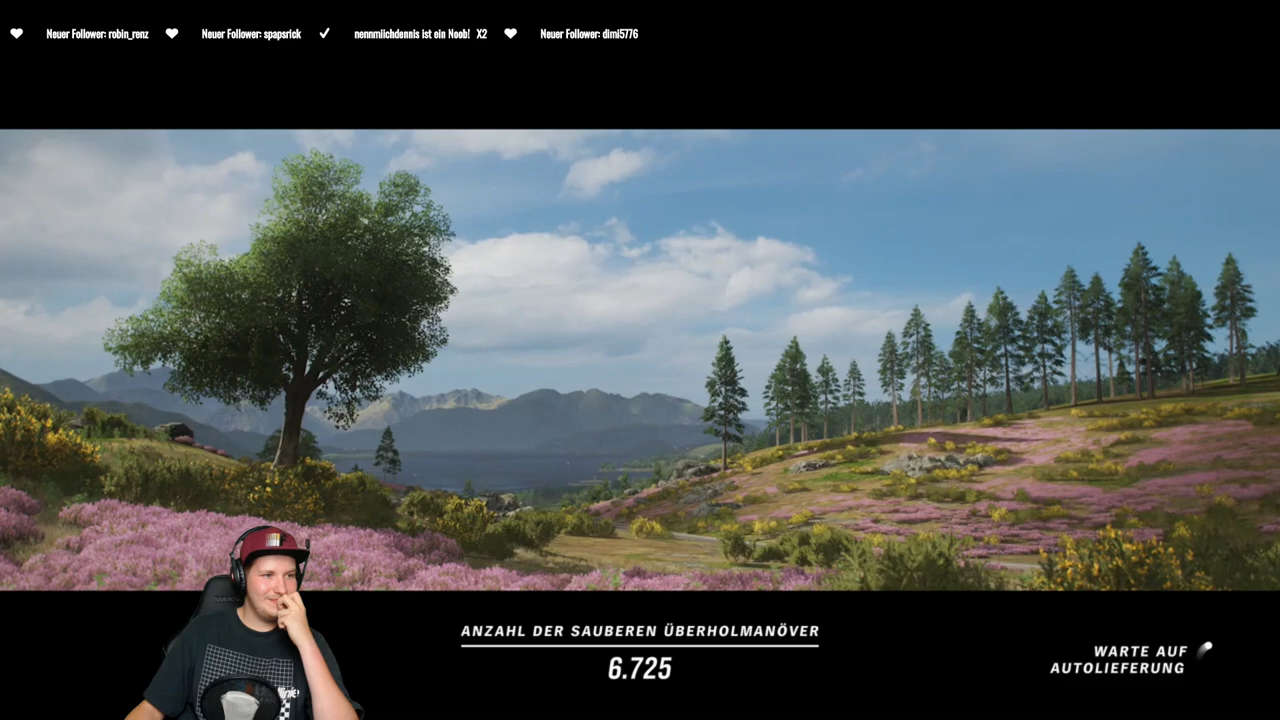 Neuer Follower: robin_renz Neuer Follower: spapsrick nennmiichdennis ist ein Noob! X2 Neuer Follower: dimi5776
ANZAHL DER SAUBEREN ÜBERHOLMANÖVER
6.725
WARTE AUF
AUTOLIEFERUNG